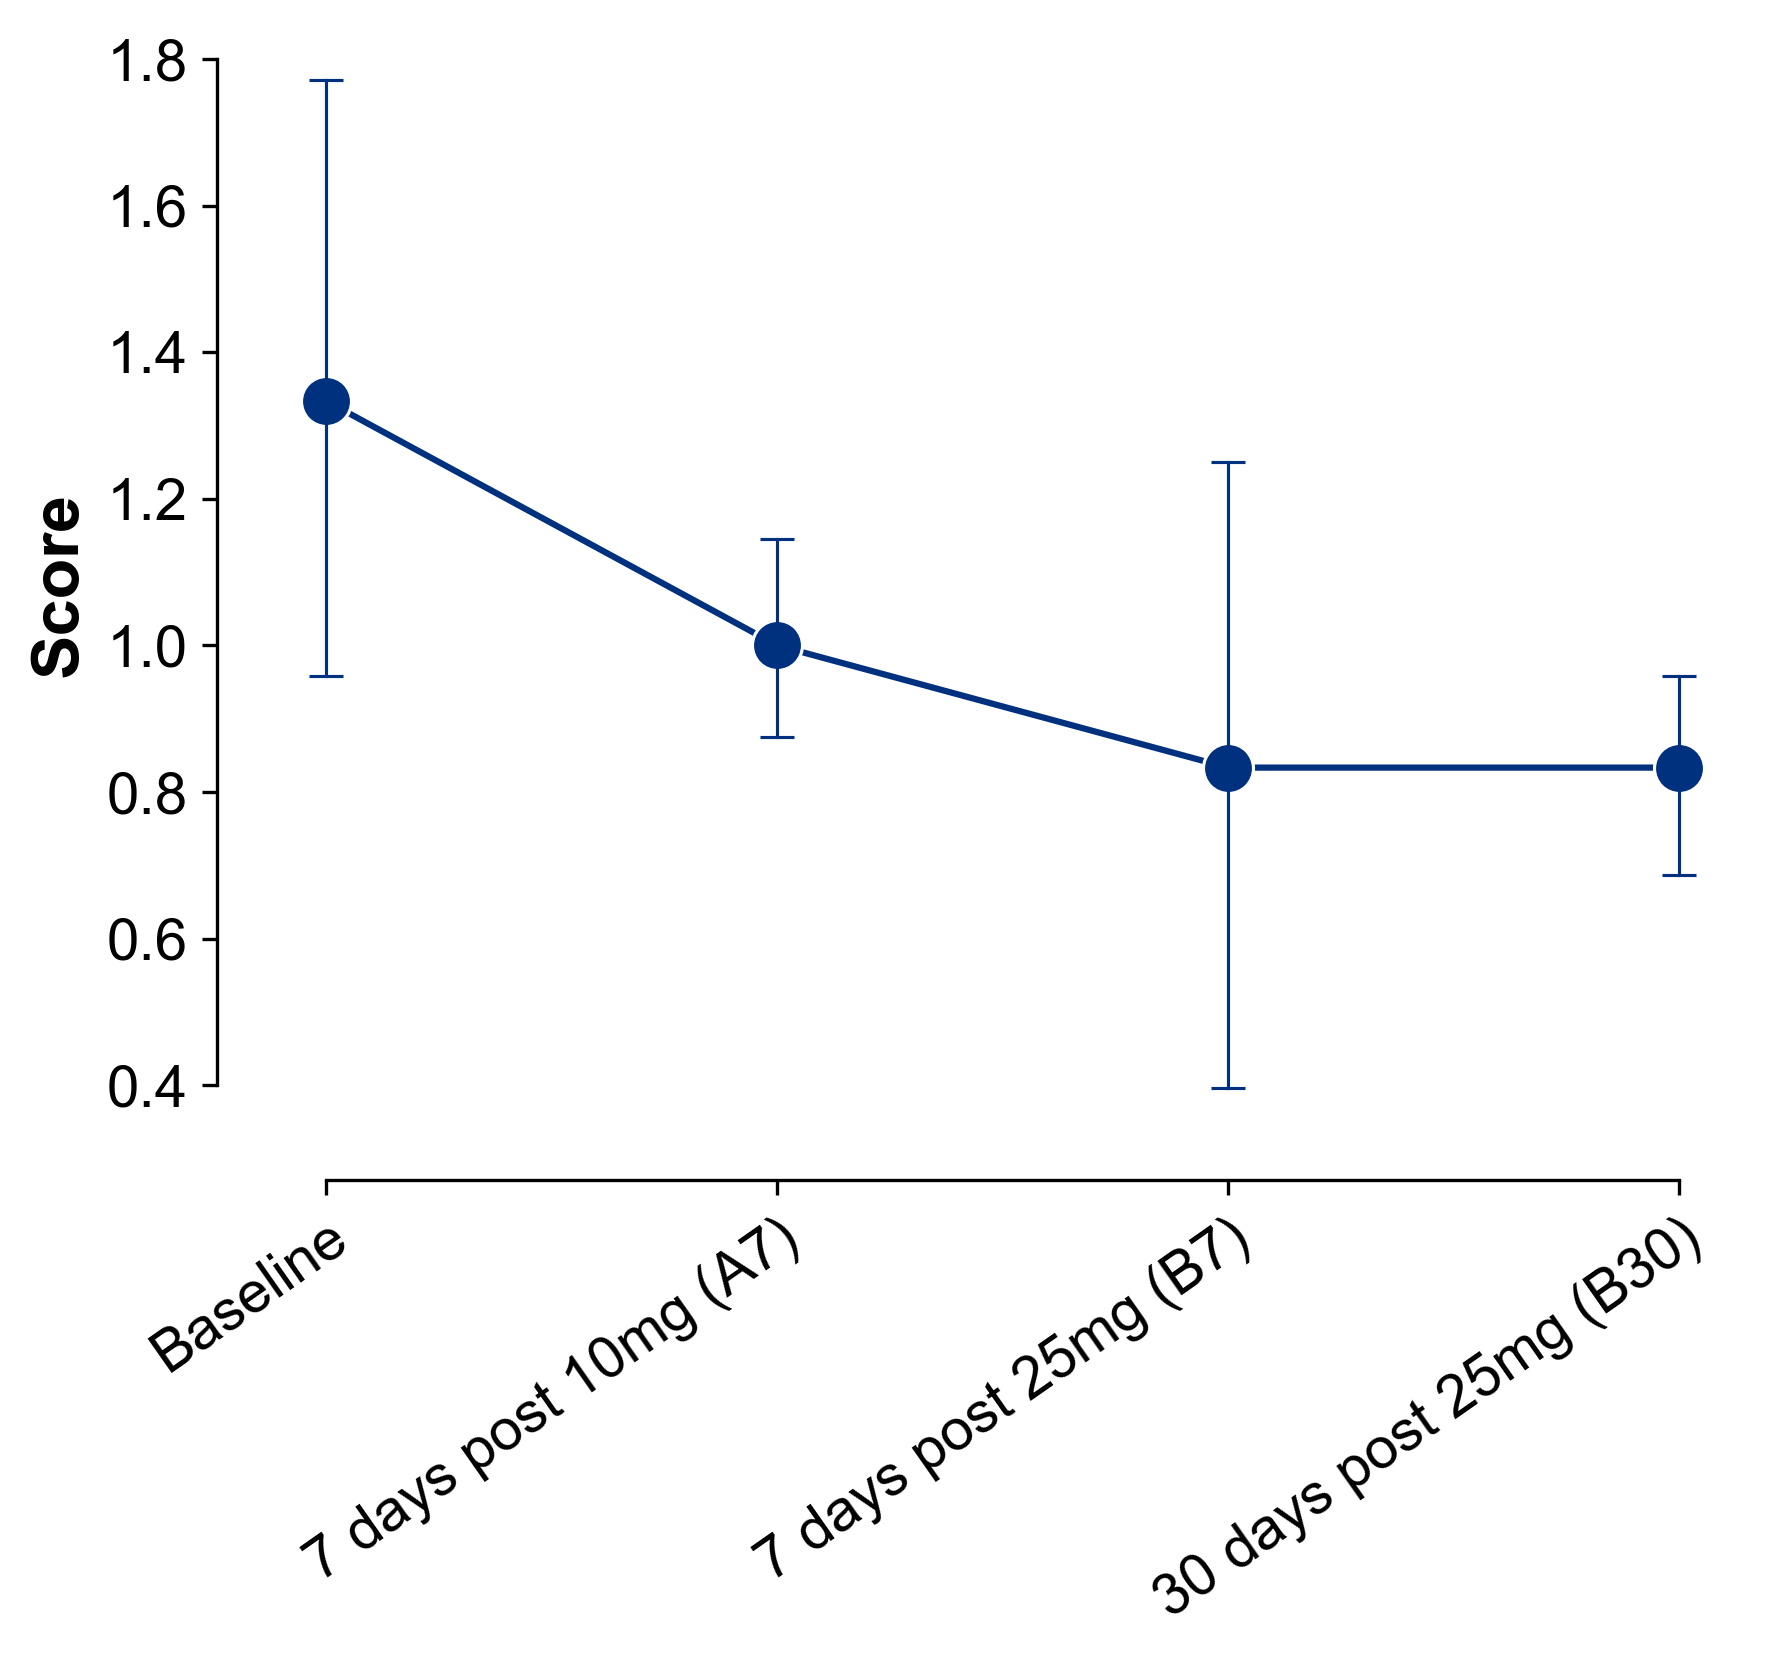 1.8
1.6
1.4
1.2
1.0
0.8
0.6
0.4
Score
Baseline
7 days post 10mg (A7)
7 days post 25mg (B7)
30 days post 25mg (B30)